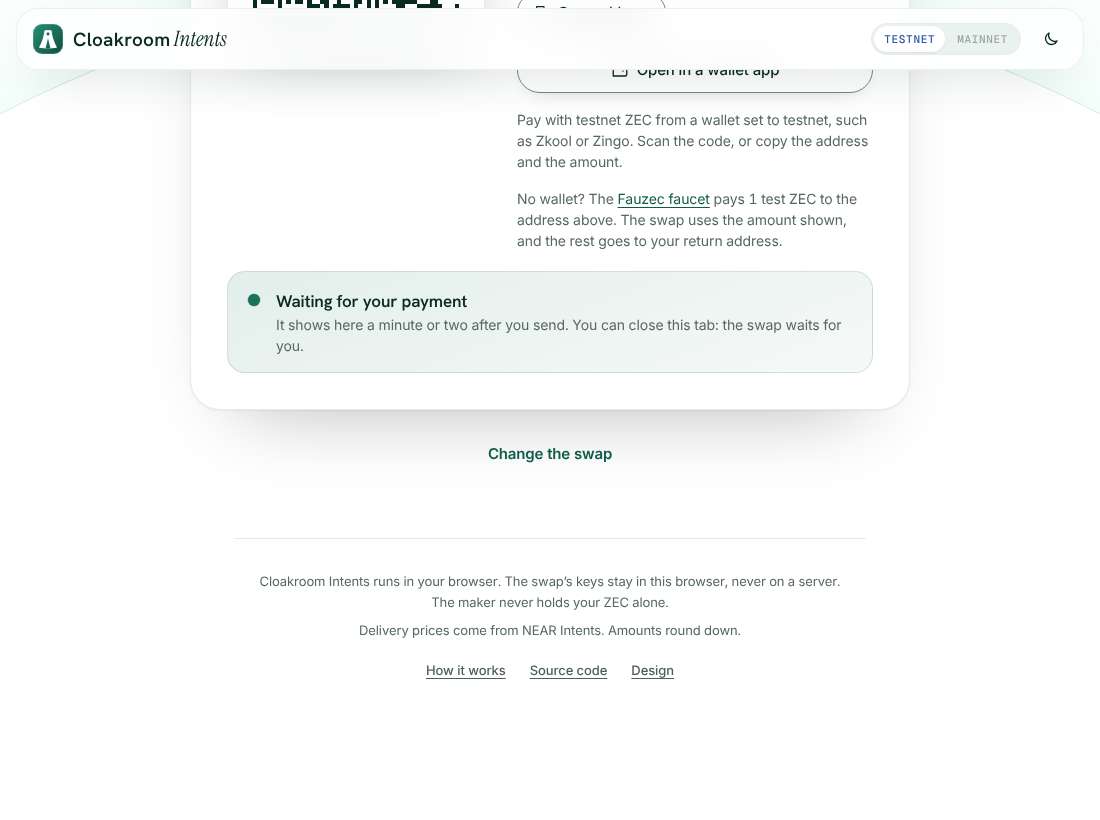 Cloakroom Intents
TESTNET
MAINNET
Open in a wallet app
Pay with testnet ZEC from a wallet set to testnet, such
as Zkool or Zingo. Scan the code, or copy the address
and the amount.
No wallet? The Fauzec faucet pays 1 test ZEC to the
address above. The swap uses the amount shown,
and the rest goes to your return address.
Waiting for your payment
It shows here a minute or two after you send. You can close this tab: the swap waits for
you.
Change the swap
Cloakroom Intents runs in your browser. The swap’s keys stay in this browser, never on a server.
The maker never holds your ZEC alone.
Delivery prices come from NEAR Intents. Amounts round down.
How it works
Source code
Design